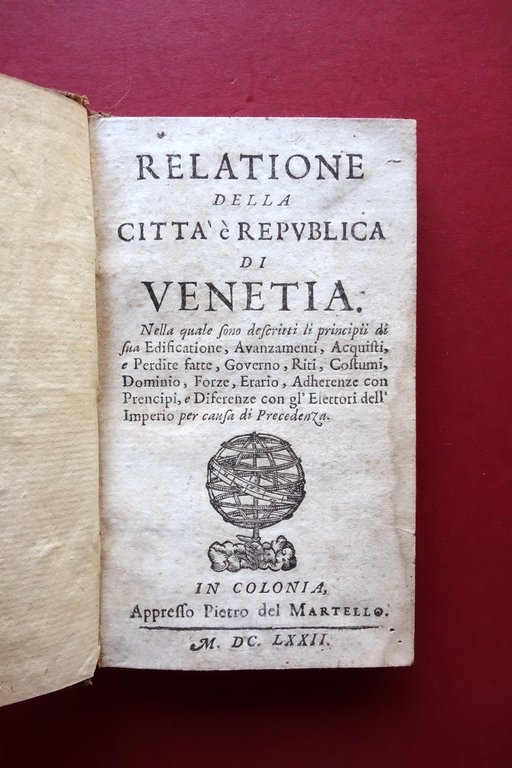 RELATIONE
DELLA
CITTA' è REPVBLICA
DI
VENETIA.
Nella quale ſono deſcritti li principii di
ſua Edificatione, Avanzamenti, Acquiſti,
e Perdite fatte, Governo, Riti, Coſtumi,
Dominio, Forze, Erario, Adherenze con
Prencipi, e Diferenze con gl' Elettori dell'
Imperio per cauſa di Precedenza.
IN COLONIA,
Appreſſo Pietro del MARTELLO.
M. DC. LXXII.